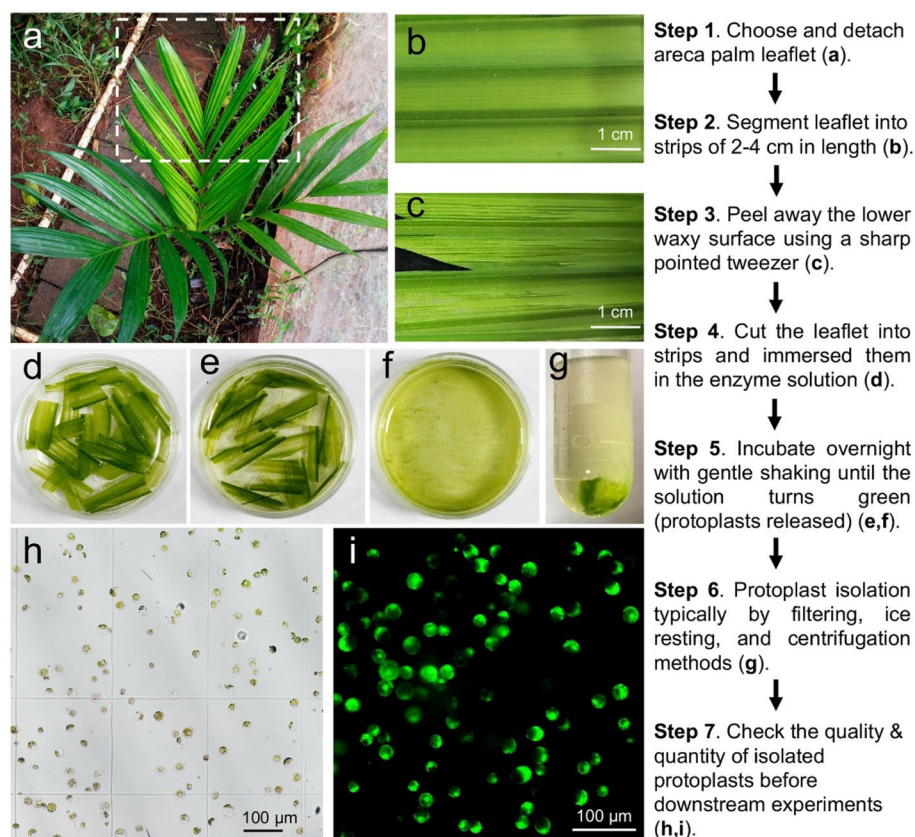 a
b
1 cm
c
1 cm
d
e
f
g
h
100 µm
i
100 µm
Step 1. Choose and detach
areca palm leaflet (a).
Step 2. Segment leaflet into
strips of 2-4 cm in length (b).
Step 3. Peel away the lower
waxy surface using a sharp
pointed tweezer (c).
Step 4. Cut the leaflet into
strips and immersed them
in the enzyme solution (d).
Step 5. Incubate overnight
with gentle shaking until the
solution turns green
(protoplasts released) (e,f).
Step 6. Protoplast isolation
typically by filtering, ice
resting, and centrifugation
methods (g).
Step 7. Check the quality &
quantity of isolated
protoplasts before
downstream experiments
(h,i).